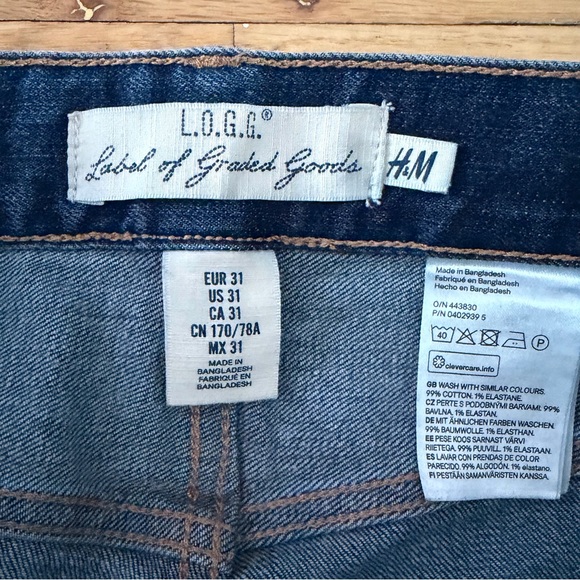 L.O.G.G.®
Label of Graded Goods
H&M
EUR 31
US 31
CA 31
CN 170/78A
MX 31
MADE IN
BANGLADESH
FABRIQUÉ EN
BANGLADESH
Made in Bangladesh
Fabriqué en Bangladesh
Hecho en Bangladesh
O/N 443830
P/N 0402939 5
40
P
clevercare.info
GB WASH WITH SIMILAR COLOURS.
99% COTTON. 1% ELASTANE.
CZ PERTE S PODOBNÝMI BARVAMI. 99%
BAVLNA, 1% ELASTAN.
DE MIT ÄHNLICHEN FARBEN WASCHEN.
99% BAUMWOLLE. 1% ELASTHAN.
EE PESE KOOS SARNAST VÄRVI
RIIETEGA. 99% PUUVILL. 1% ELASTAAN.
ES LAVAR CON PRENDAS DE COLOR
PARECIDO. 99% ALGODÓN. 1% elastano.
FI PESTÄÄN SAMANVÄRISTEN KANSSA.